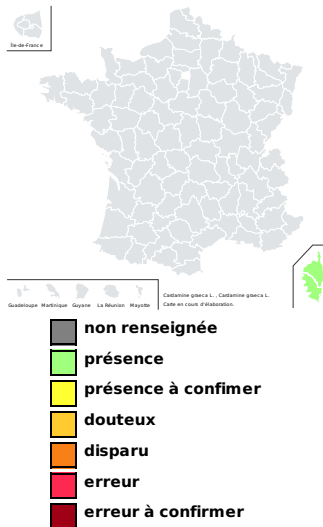 Île-de-France
Cardamine graeca L. , Cardamine graeca L.
Carte en cours d'élaboration.
Guadeloupe Martinique Guyane La Réunion Mayotte
non renseignée
présence
présence à confimer
douteux
disparu
erreur
erreur à confirmer